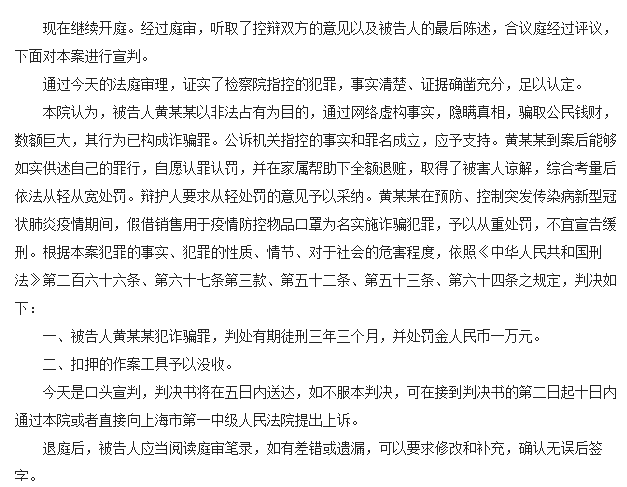 现在继续开庭。经过庭审，听取了控辩双方的意见以及被告人的最后陈述，合议庭经过评议，
下面对本案进行宣判。
通过今天的法庭审理，证实了检察院指控的犯罪，事实清楚、证据确凿充分，足以认定。
本院认为，被告人黄某某以非法占有为目的，通过网络虚构事实，隐瞒真相，骗取公民钱财，
数额巨大，其行为已构成诈骗罪。公诉机关指控的事实和罪名成立，应予支持。黄某某到案后能够
如实供述自己的罪行，自愿认罪认罚，并在家属帮助下全额退赃，取得了被害人谅解，综合考量后
依法从轻从宽处罚。辩护人要求从轻处罚的意见予以采纳。黄某某在预防、控制突发传染病新型冠
状肺炎疫情期间，假借销售用于疫情防控物品口罩为名实施诈骗犯罪，予以从重处罚，不宜宣告缓
刑。根据本案犯罪的事实、犯罪的性质、情节、对于社会的危害程度，依照《中华人民共和国刑
法》第二百六十六条、第六十七条第三款、第五十二条、第五十三条、第六十四条之规定，判决如
下：
一、被告人黄某某犯诈骗罪，判处有期徒刑三年三个月，并处罚金人民币一万元。
二、扣押的作案工具予以没收。
今天是口头宣判，判决书将在五日内送达，如不服本判决，可在接到判决书的第二日起十日内
通过本院或者直接向上海市第一中级人民法院提出上诉。
退庭后，被告人应当阅读庭审笔录，如有差错或遗漏，可以要求修改和补充，确认无误后签
字。